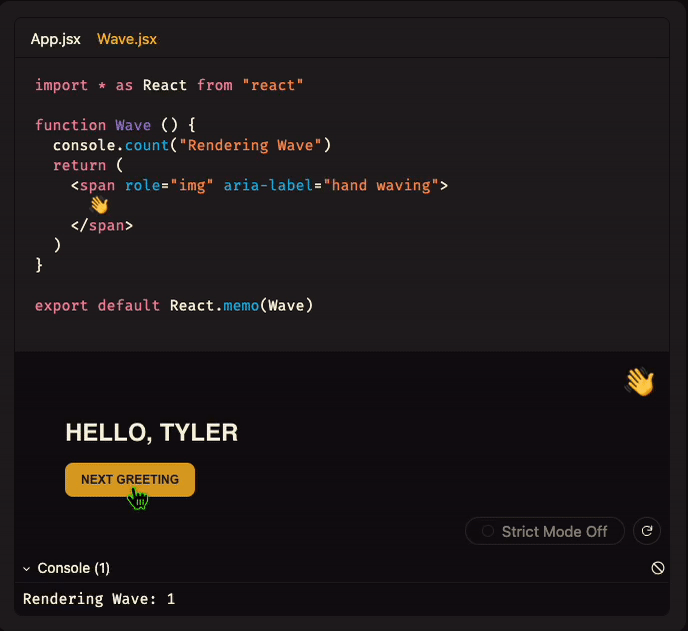 App.jsx Wave.jsx
import * as React from "react"
function Wave () {
console.count("Rendering Wave")
return (
<span role="img" aria-label="hand waving">
👋
</span>
)
}
export default React.memo(Wave)
HELLO, TYLER
NEXT GREETING
Strict Mode Off
Console (1)
Rendering Wave: 1